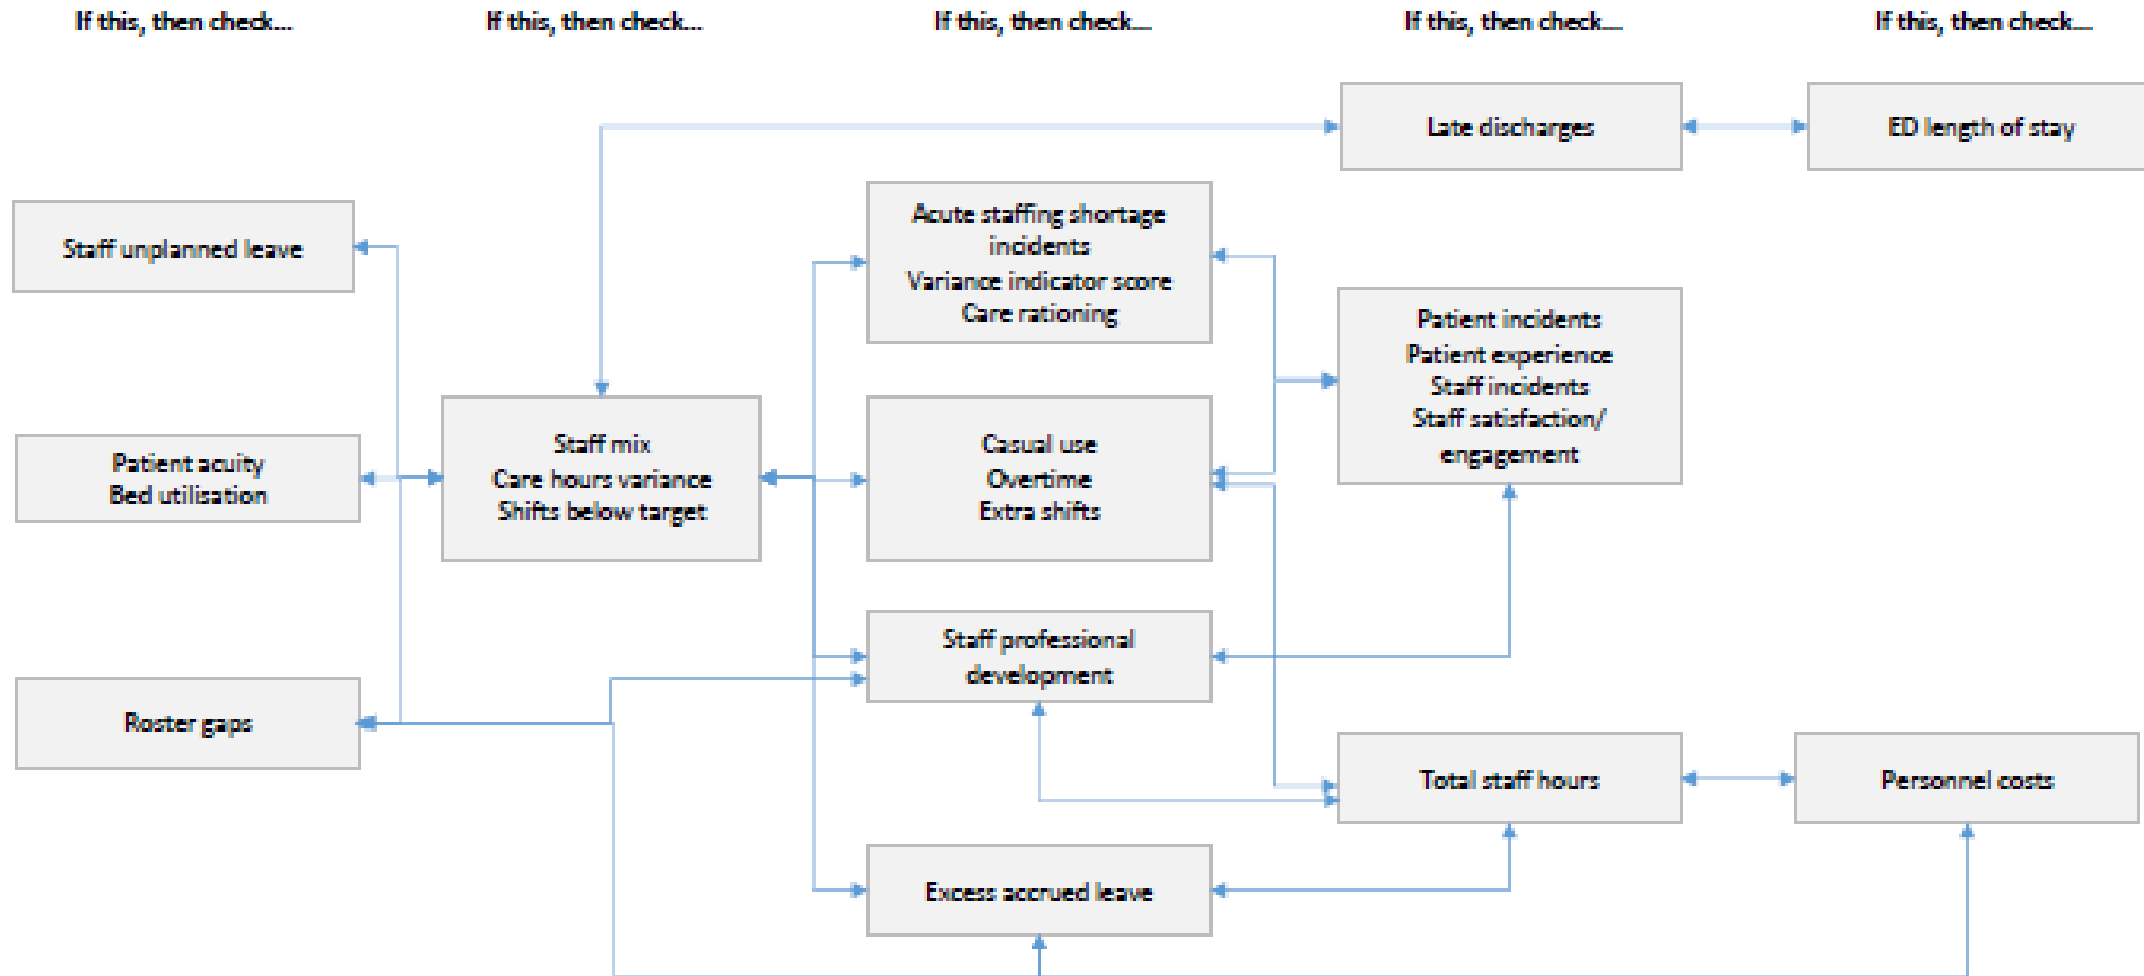 If this, then check...
If this, then check...
If this, then check...
If this, then check...
If this, then check...
Late discharges
ED length of stay
Staff unplanned leave
Acute staffing shortage
incidents
Variance indicator score
Care rationing
Patient incidents
Patient experience
Staff incidents
Staff satisfaction/
engagement
Patient acuity
Bed utilisation
Staff mix
Care hours variance
Shifts below target
Casual use
Overtime
Extra shifts
Staff professional
development
Roster gaps
Total staff hours
Personnel costs
Excess accrued leave